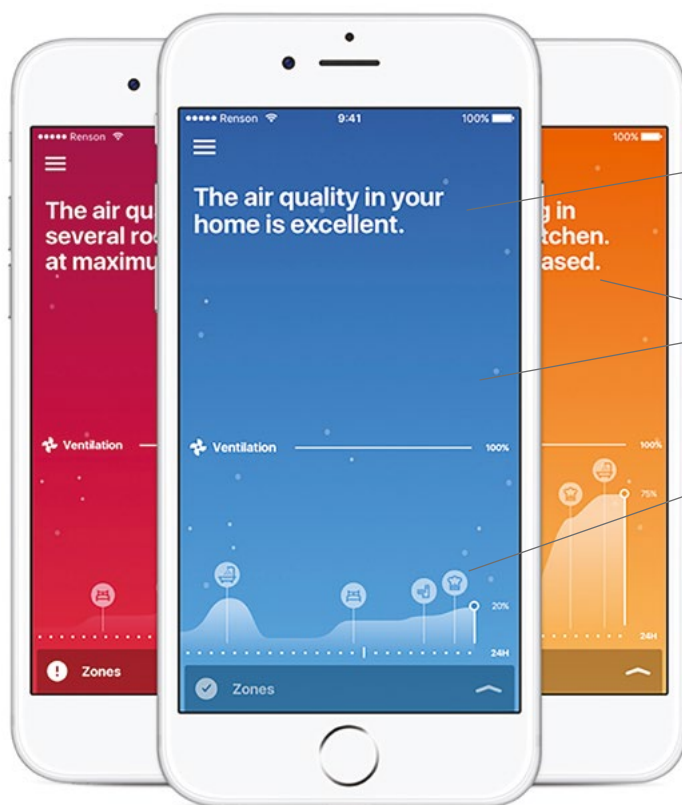 Renson
The air qu
several ro
at maximu
Ventilation
Zones
Renson 9:41 100%
The air quality in your
home is excellent.
Ventilation 100%
20%
24H
Zones
100%
g in
tchen.
ased.
100%
75%
24H